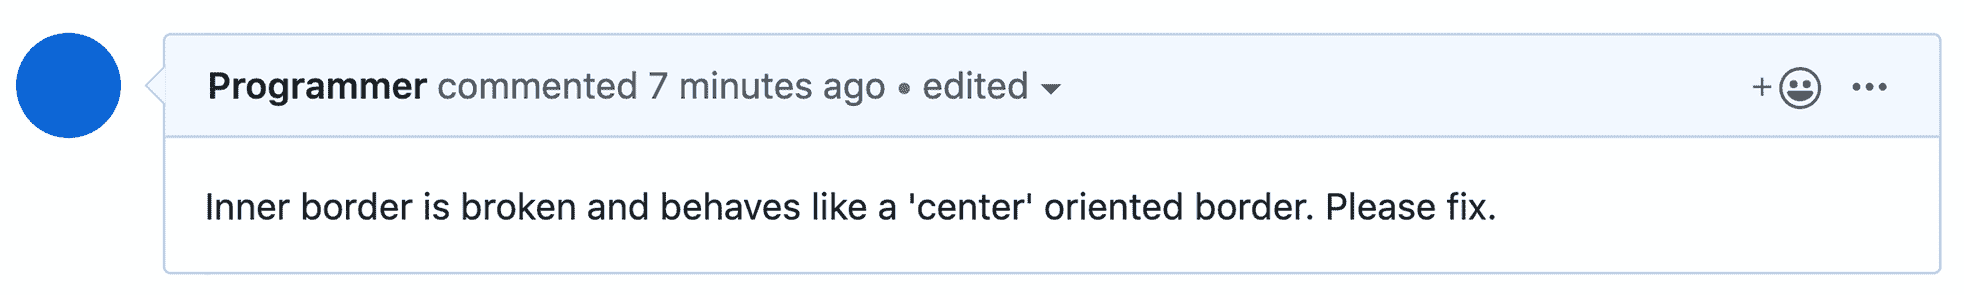 Programmer commented 7 minutes ago • edited
Inner border is broken and behaves like a 'center' oriented border. Please fix.